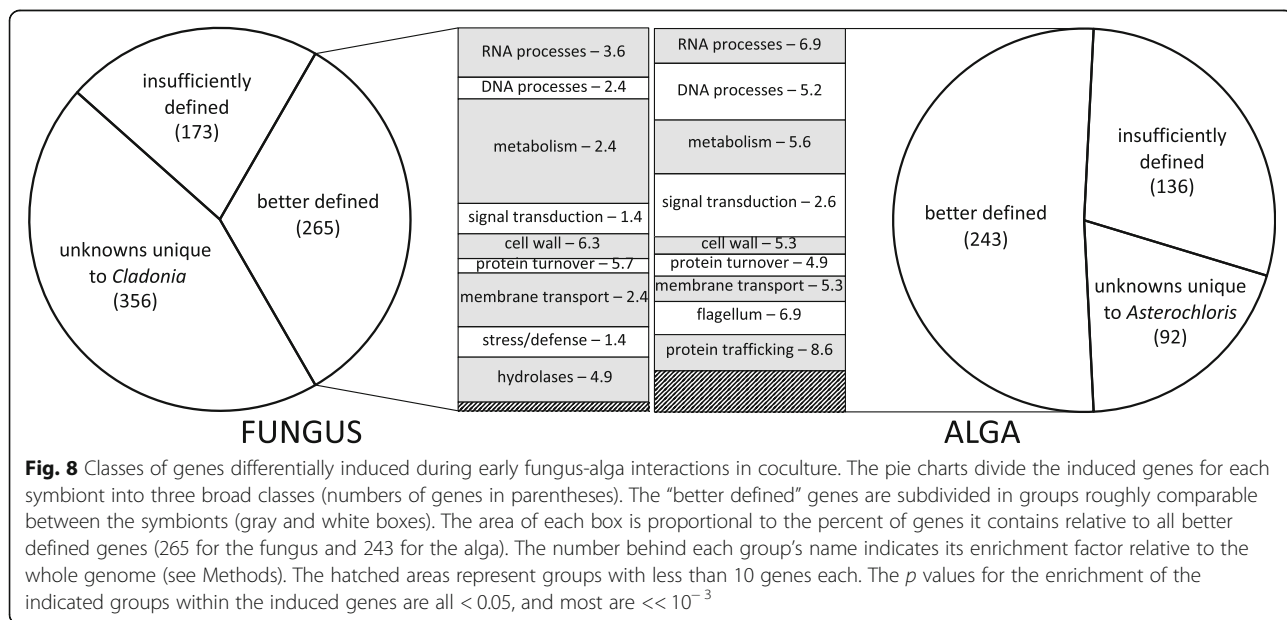 insufficiently
defined
(173)
better defined
(265)
unknowns unique
to Cladonia
(356)
RNA processes – 3.6
DNA processes – 2.4
metabolism – 2.4
signal transduction – 1.4
cell wall – 6.3
protein turnover – 5.7
membrane transport – 2.4
stress/defense – 1.4
hydrolases – 4.9
RNA processes – 6.9
DNA processes – 5.2
metabolism – 5.6
signal transduction – 2.6
cell wall – 5.3
protein turnover – 4.9
membrane transport – 5.3
flagellum – 6.9
protein trafficking – 8.6
better defined
(243)
insufficiently
defined
(136)
unknowns unique
to Asterochloris
(92)
FUNGUS
ALGA
Fig. 8 Classes of genes differentially induced during early fungus-alga interactions in coculture. The pie charts divide the induced genes for each
symbiont into three broad classes (numbers of genes in parentheses). The “better defined” genes are subdivided in groups roughly comparable
between the symbionts (gray and white boxes). The area of each box is proportional to the percent of genes it contains relative to all better
defined genes (265 for the fungus and 243 for the alga). The number behind each group’s name indicates its enrichment factor relative to the
whole genome (see Methods). The hatched areas represent groups with less than 10 genes each. The p values for the enrichment of the
indicated groups within the induced genes are all < 0.05, and most are << 10⁻³